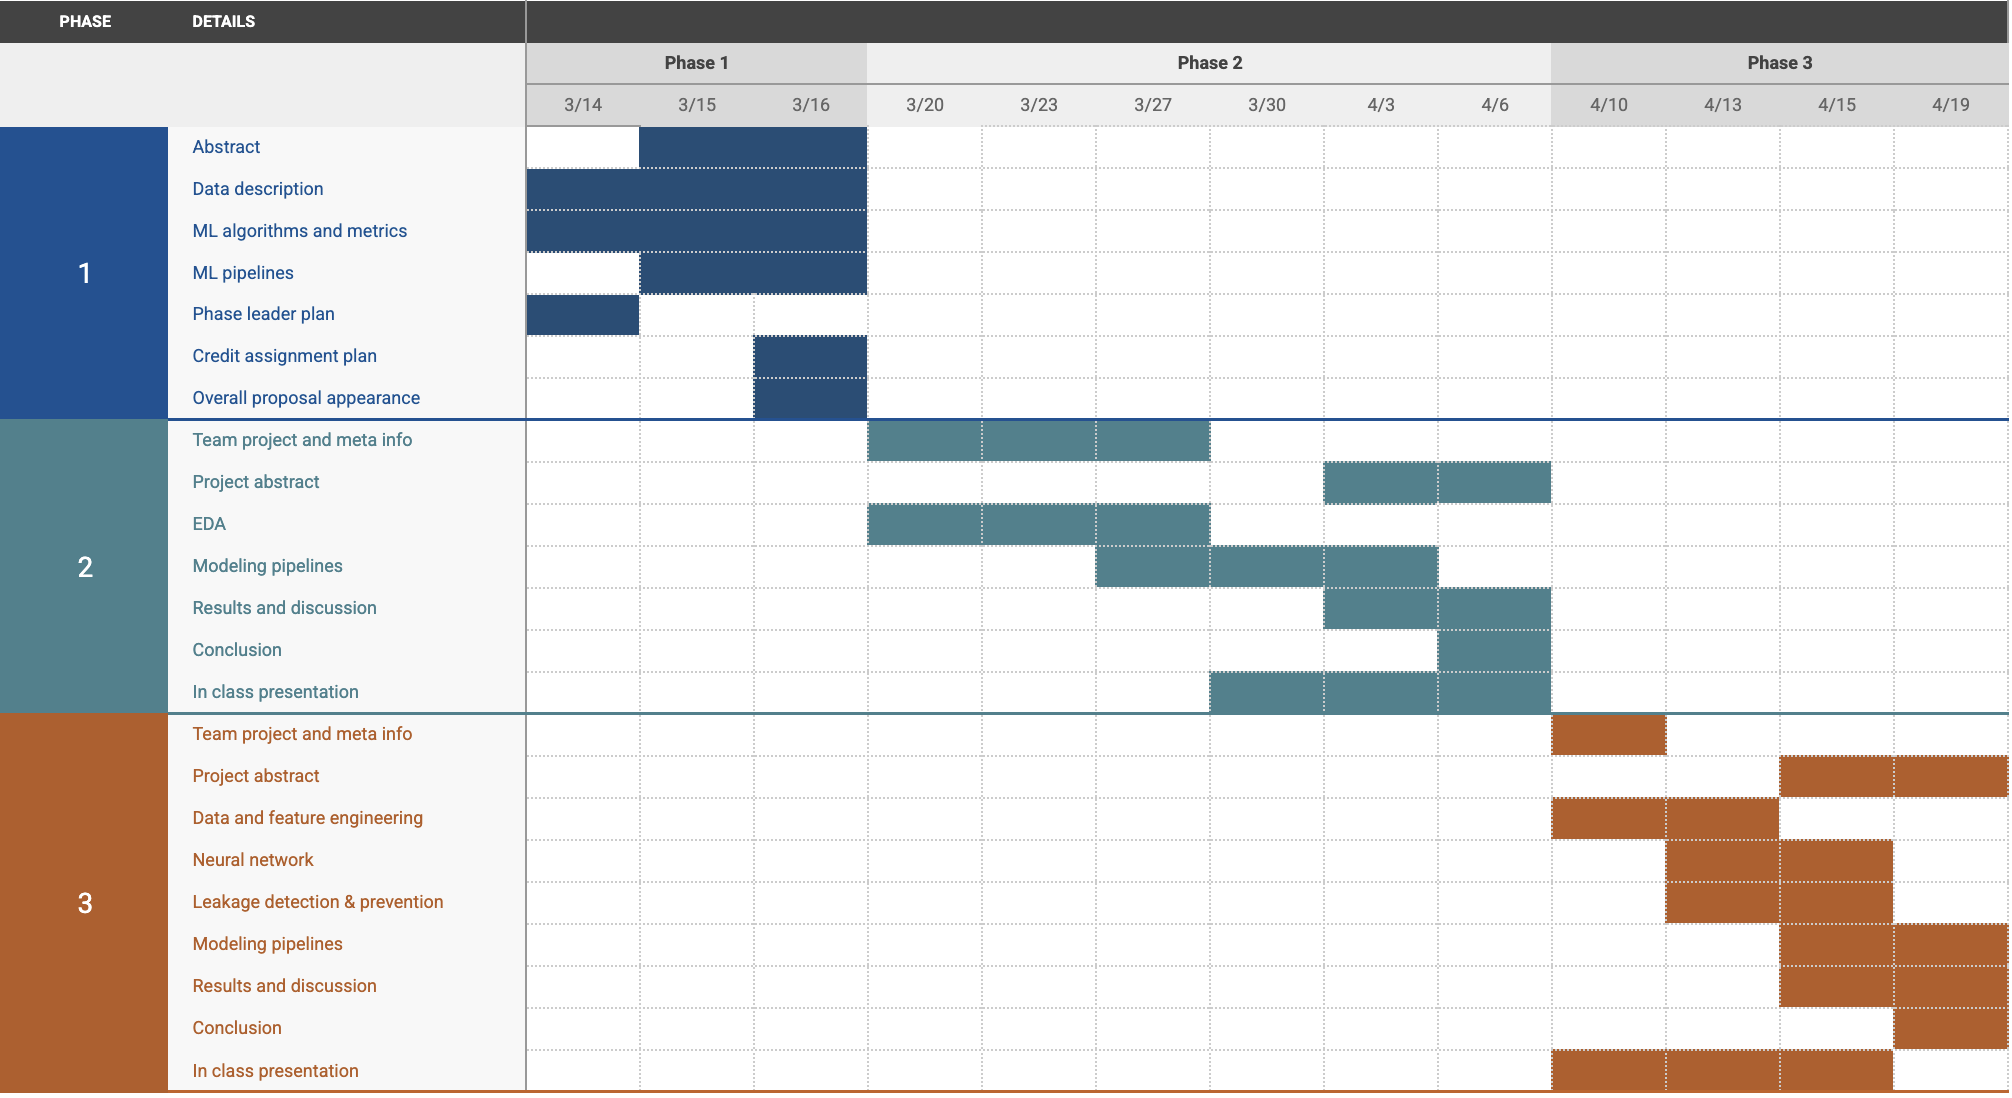 PHASE DETAILS
Phase 1 Phase 2 Phase 3
3/14 3/15 3/16 3/20 3/23 3/27 3/30 4/3 4/6 4/10 4/13 4/15 4/19
1
Abstract
Data description
ML algorithms and metrics
ML pipelines
Phase leader plan
Credit assignment plan
Overall proposal appearance
2
Team project and meta info
Project abstract
EDA
Modeling pipelines
Results and discussion
Conclusion
In class presentation
3
Team project and meta info
Project abstract
Data and feature engineering
Neural network
Leakage detection & prevention
Modeling pipelines
Results and discussion
Conclusion
In class presentation